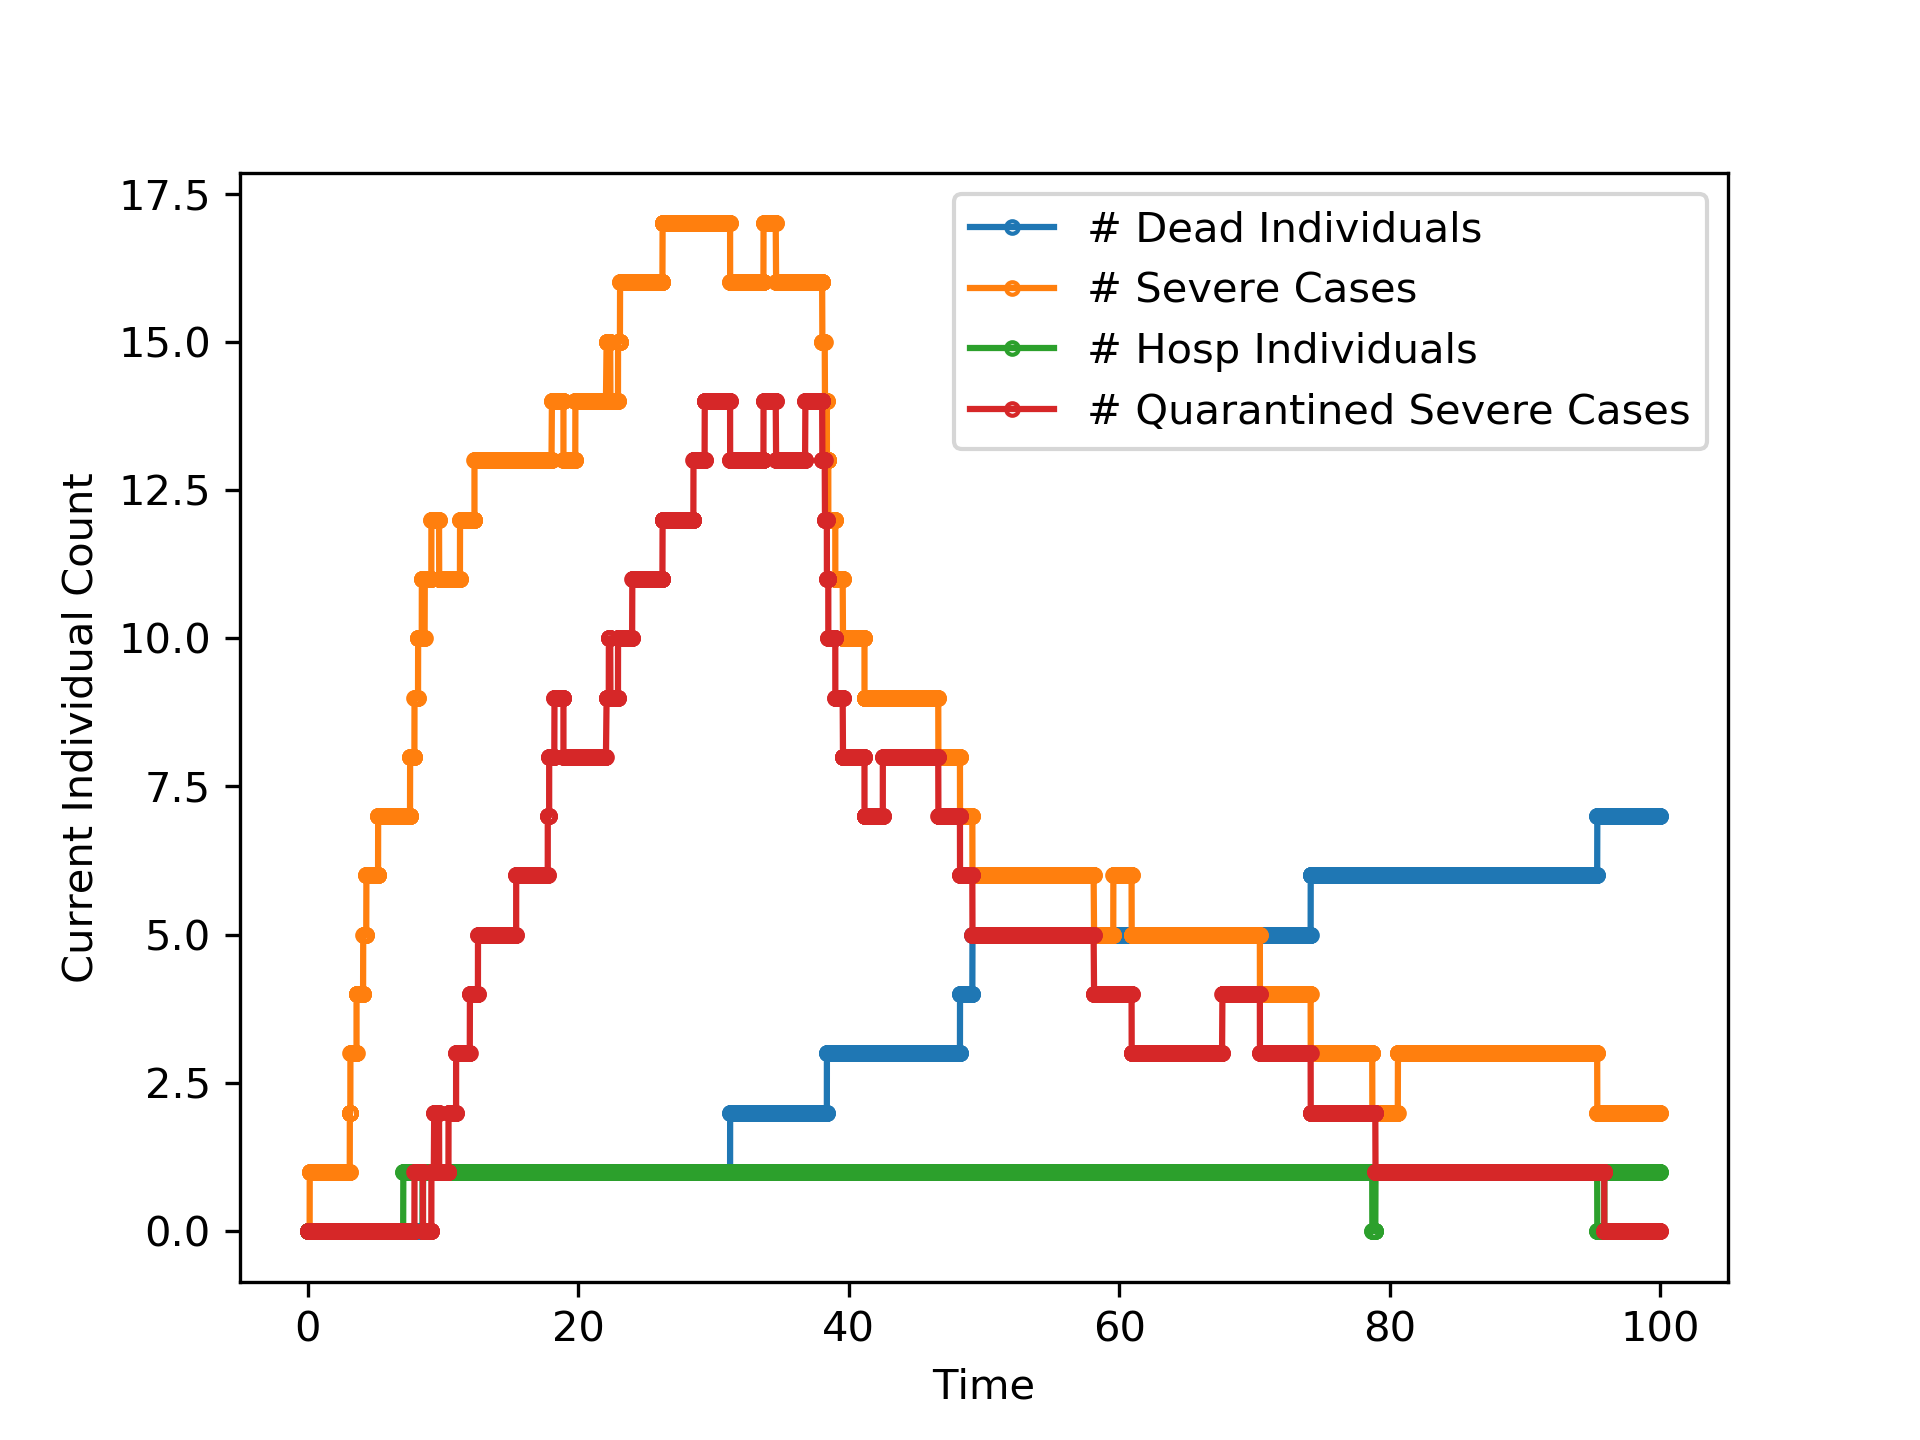 17.5
15.0
12.5
10.0
7.5
5.0
2.5
0.0
Current Individual Count
# Dead Individuals
# Severe Cases
# Hosp Individuals
# Quarantined Severe Cases
0 20 40 60 80 100
Time